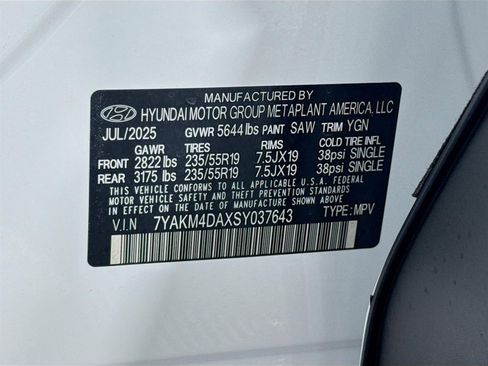 MANUFACTURED BY
HYUNDAI MOTOR GROUP METAPLANT AMERICA, LLC
JUL/2025 GVWR 5644 lbs PAINT SAW TRIM YGN
GAWR TIRES RIMS COLD TIRE INFL
FRONT 2822 lbs 235/55R19 7.5JX19 38psi SINGLE
REAR 3175 lbs 235/55R19 7.5JX19 38psi SINGLE
THIS VEHICLE CONFORMS TO ALL APPLICABLE U.S.A. FEDERAL
MOTOR VEHICLE SAFETY STANDARDS IN EFFECT ON THE
DATE OF MANUFACTURE SHOWN ABOVE.
V.I.N 7YAKM4DAXSY037643 TYPE: MPV